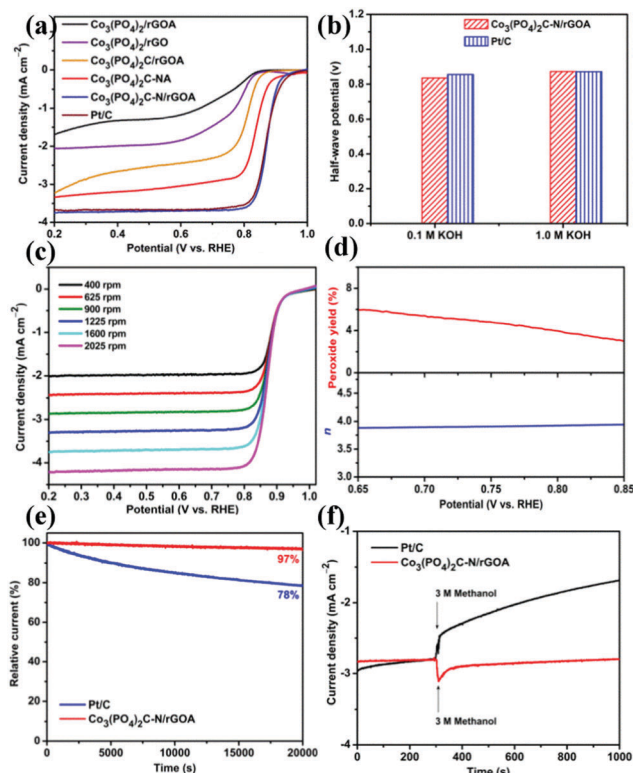 (a)
Co₃(PO₄)₂/rGOA
Co₃(PO₄)₂/rGO
Co₃(PO₄)₂C/rGOA
Co₃(PO₄)₂C-NA
Co₃(PO₄)₂C-N/rGOA
Pt/C
Current density (mA cm⁻²)
0
-1
-2
-3
-4
0.2 0.4 0.6 0.8 1.0
Potential (V vs. RHE)
(b)
Co₃(PO₄)₂C-N/rGOA
Pt/C
Half-wave potential (v)
1.2
0.9
0.6
0.3
0.0
0.1 M KOH 1.0 M KOH
(c)
400 rpm
625 rpm
900 rpm
1225 rpm
1600 rpm
2025 rpm
Current density (mA cm⁻²)
0
-1
-2
-3
-4
0.2 0.3 0.4 0.5 0.6 0.7 0.8 0.9 1.0
Potential (V vs. RHE)
(d)
Peroxide yield (%)
8
4
0
n
4.5
4.0
3.5
3.0
0.65 0.70 0.75 0.80 0.85
Potential (V vs. RHE)
(e)
Relative current (%)
100
80
60
40
20
0
97%
78%
Pt/C
Co₃(PO₄)₂C-N/rGOA
0 5000 10000 15000 20000
Time (s)
(f)
Pt/C
Co₃(PO₄)₂C-N/rGOA
3 M Methanol
3 M Methanol
Current density (mA cm⁻²)
-1
-2
-3
-4
0 200 400 600 800 1000
Time (s)